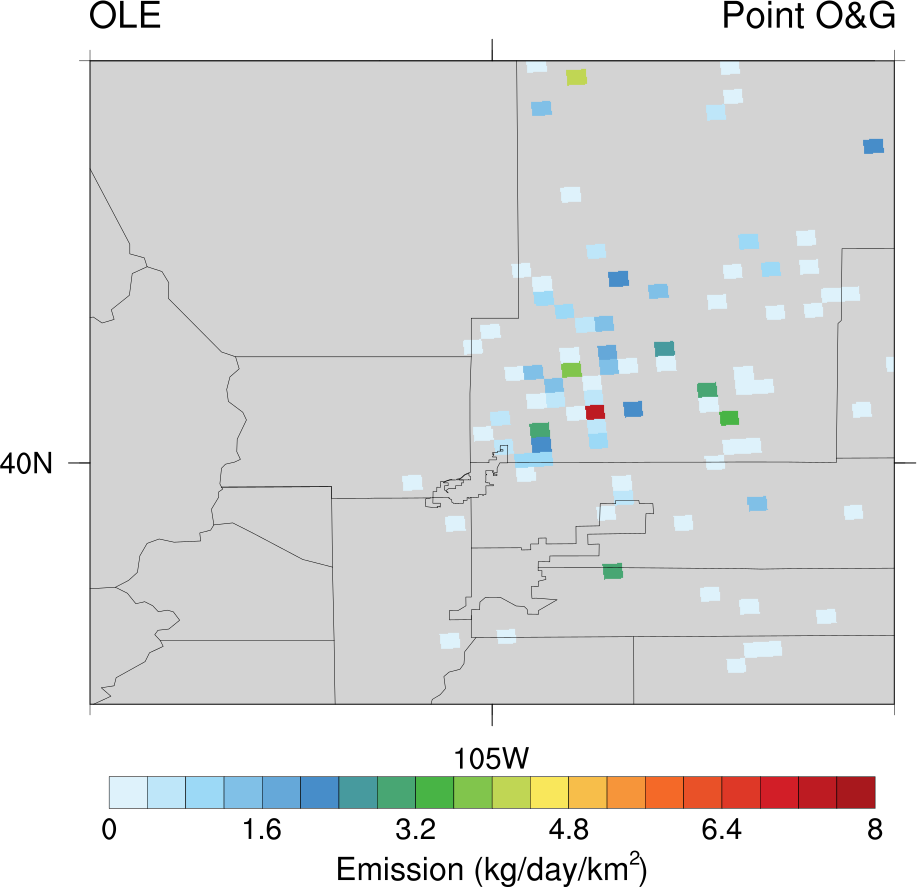 OLE Point O&G
40N
105W
0 1.6 3.2 4.8 6.4 8
Emission (kg/day/km²)